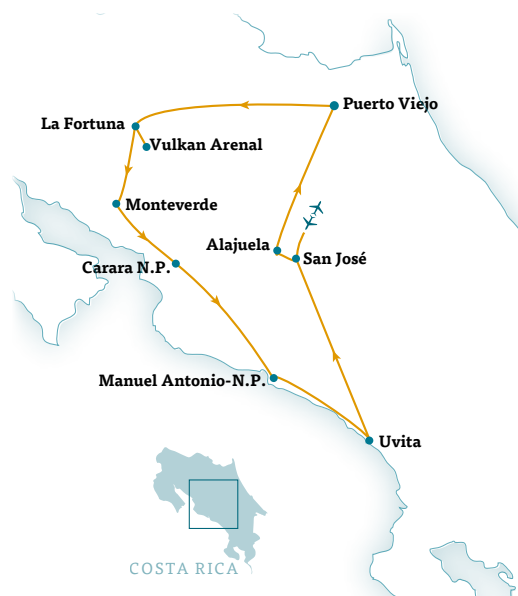 Puerto Viejo
La Fortuna
Vulkan Arenal
Monteverde
Alajuela
San José
Carara N.P.
Manuel Antonio-N.P.
Uvita
COSTA RICA